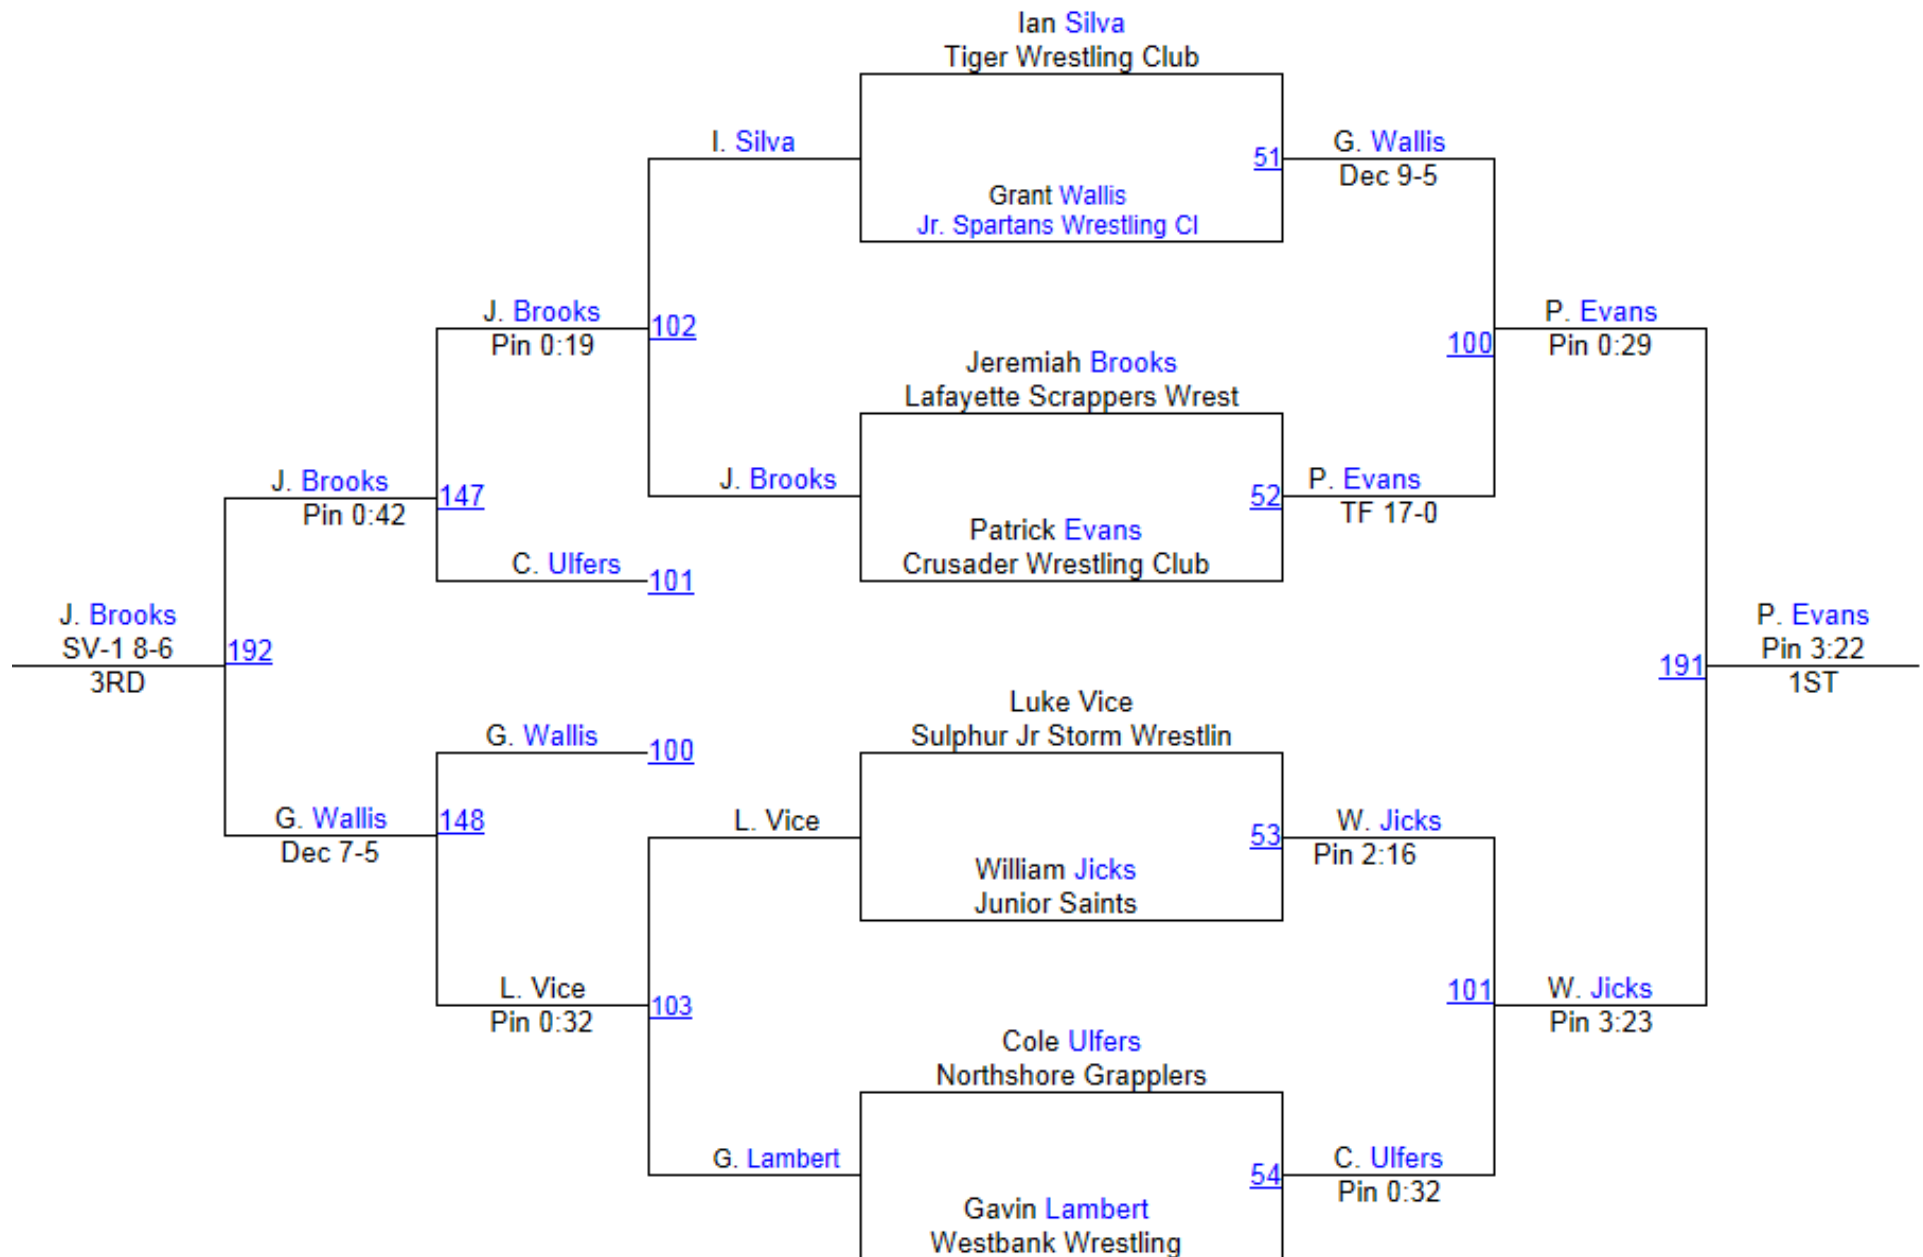 Ian Silva
Tiger Wrestling Club
I. Silva
51
G. Wallis
Dec 9-5
Grant Wallis
Jr. Spartans Wrestling Cl
J. Brooks
Pin 0:19
102
P. Evans
Pin 0:29
100
Jeremiah Brooks
Lafayette Scrappers Wrest
J. Brooks
Pin 0:42
147
J. Brooks
52
P. Evans
TF 17-0
Patrick Evans
Crusader Wrestling Club
C. Ulfers
101
J. Brooks
SV-1 8-6
3RD
192
P. Evans
Pin 3:22
1ST
191
Luke Vice
Sulphur Jr Storm Wrestlin
G. Wallis
100
G. Wallis
Dec 7-5
148
L. Vice
53
W. Jicks
Pin 2:16
William Jicks
Junior Saints
L. Vice
Pin 0:32
103
101
W. Jicks
Pin 3:23
Cole Ulfers
Northshore Grapplers
G. Lambert
54
C. Ulfers
Pin 0:32
Gavin Lambert
Westbank Wrestling